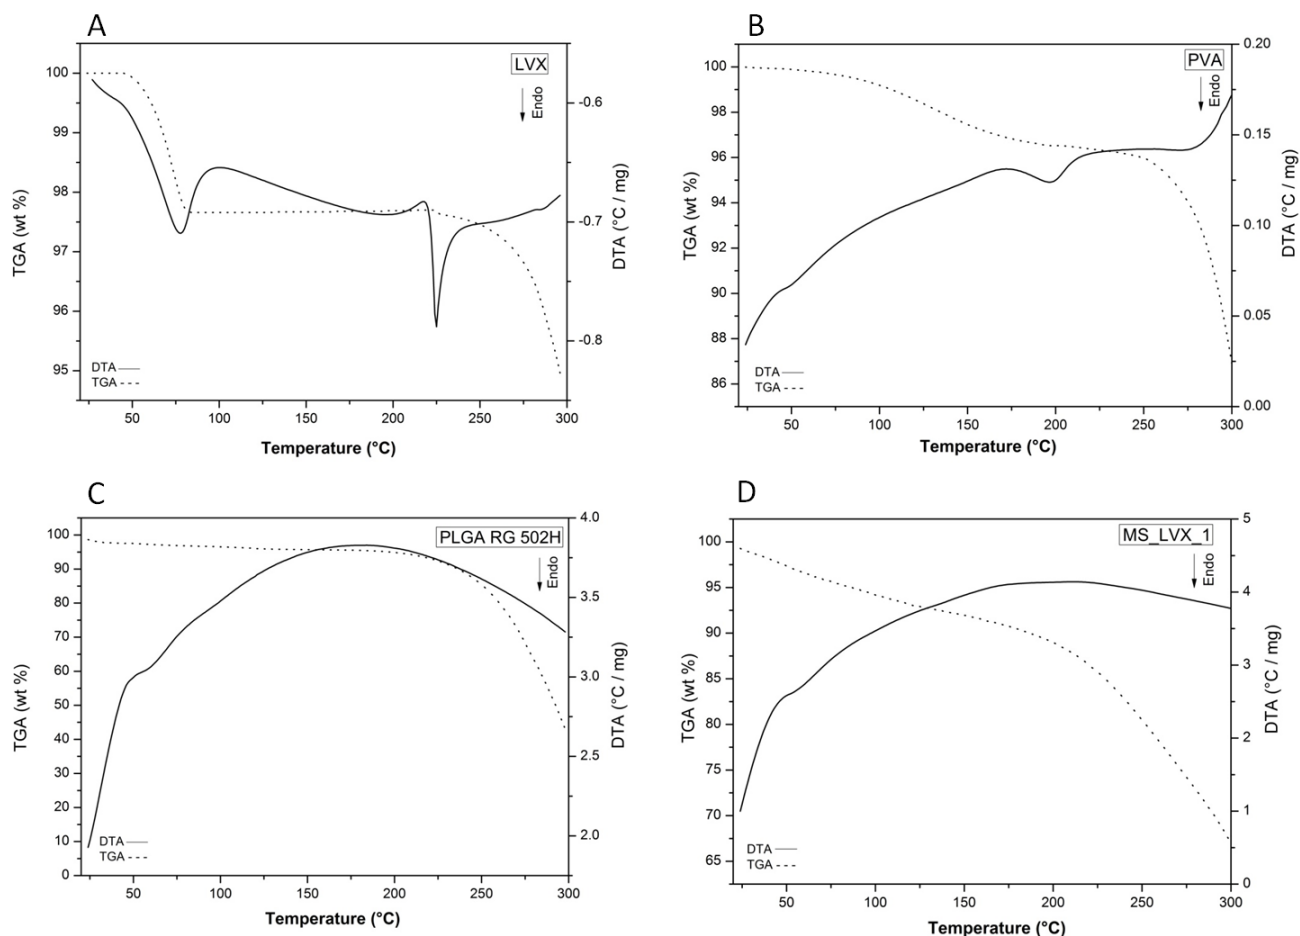 A
LVX
Endo
100
99
98
97
96
95
TGA (wt %)
-0.6
-0.7
-0.8
DTA (°C / mg)
DTA
TGA
50
100
150
200
250
300
Temperature (°C)
B
PVA
Endo
100
98
96
94
92
90
88
86
TGA (wt %)
0.20
0.15
0.10
0.05
0.00
DTA (°C / mg)
DTA
TGA
50
100
150
200
250
300
Temperature (°C)
C
PLGA RG 502H
Endo
100
90
80
70
60
50
40
30
20
10
0
TGA (wt %)
4.0
3.5
3.0
2.5
2.0
DTA (°C / mg)
DTA
TGA
50
100
150
200
250
300
Temperature (°C)
D
MS_LVX_1
Endo
100
95
90
85
80
75
70
65
TGA (wt %)
5
4
3
2
1
0
DTA (°C / mg)
DTA
TGA
50
100
150
200
250
300
Temperature (°C)